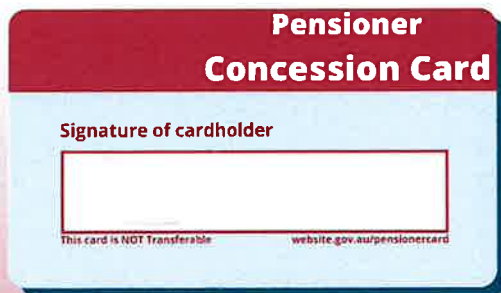 Pensioner
Concession Card
Signature of cardholder
This card is NOT Transferable
website.gov.au/pensionercard